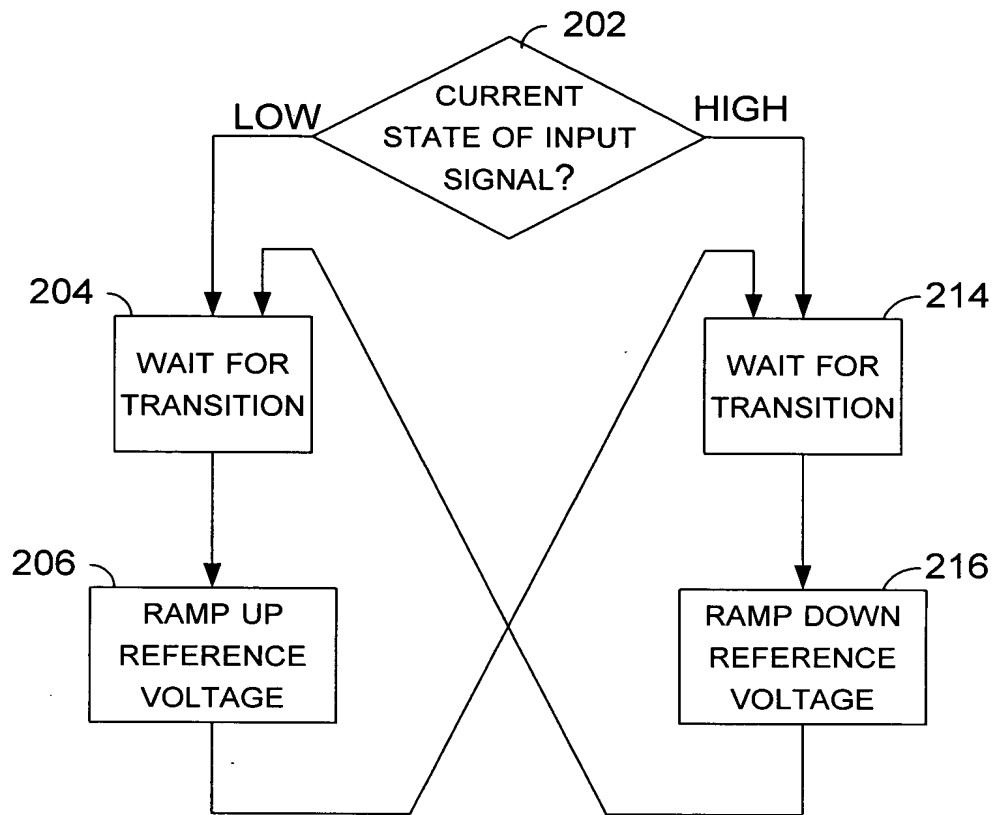 202
CURRENT
STATE OF INPUT
SIGNAL?
LOW
HIGH
204
WAIT FOR
TRANSITION
214
WAIT FOR
TRANSITION
206
RAMP UP
REFERENCE
VOLTAGE
216
RAMP DOWN
REFERENCE
VOLTAGE